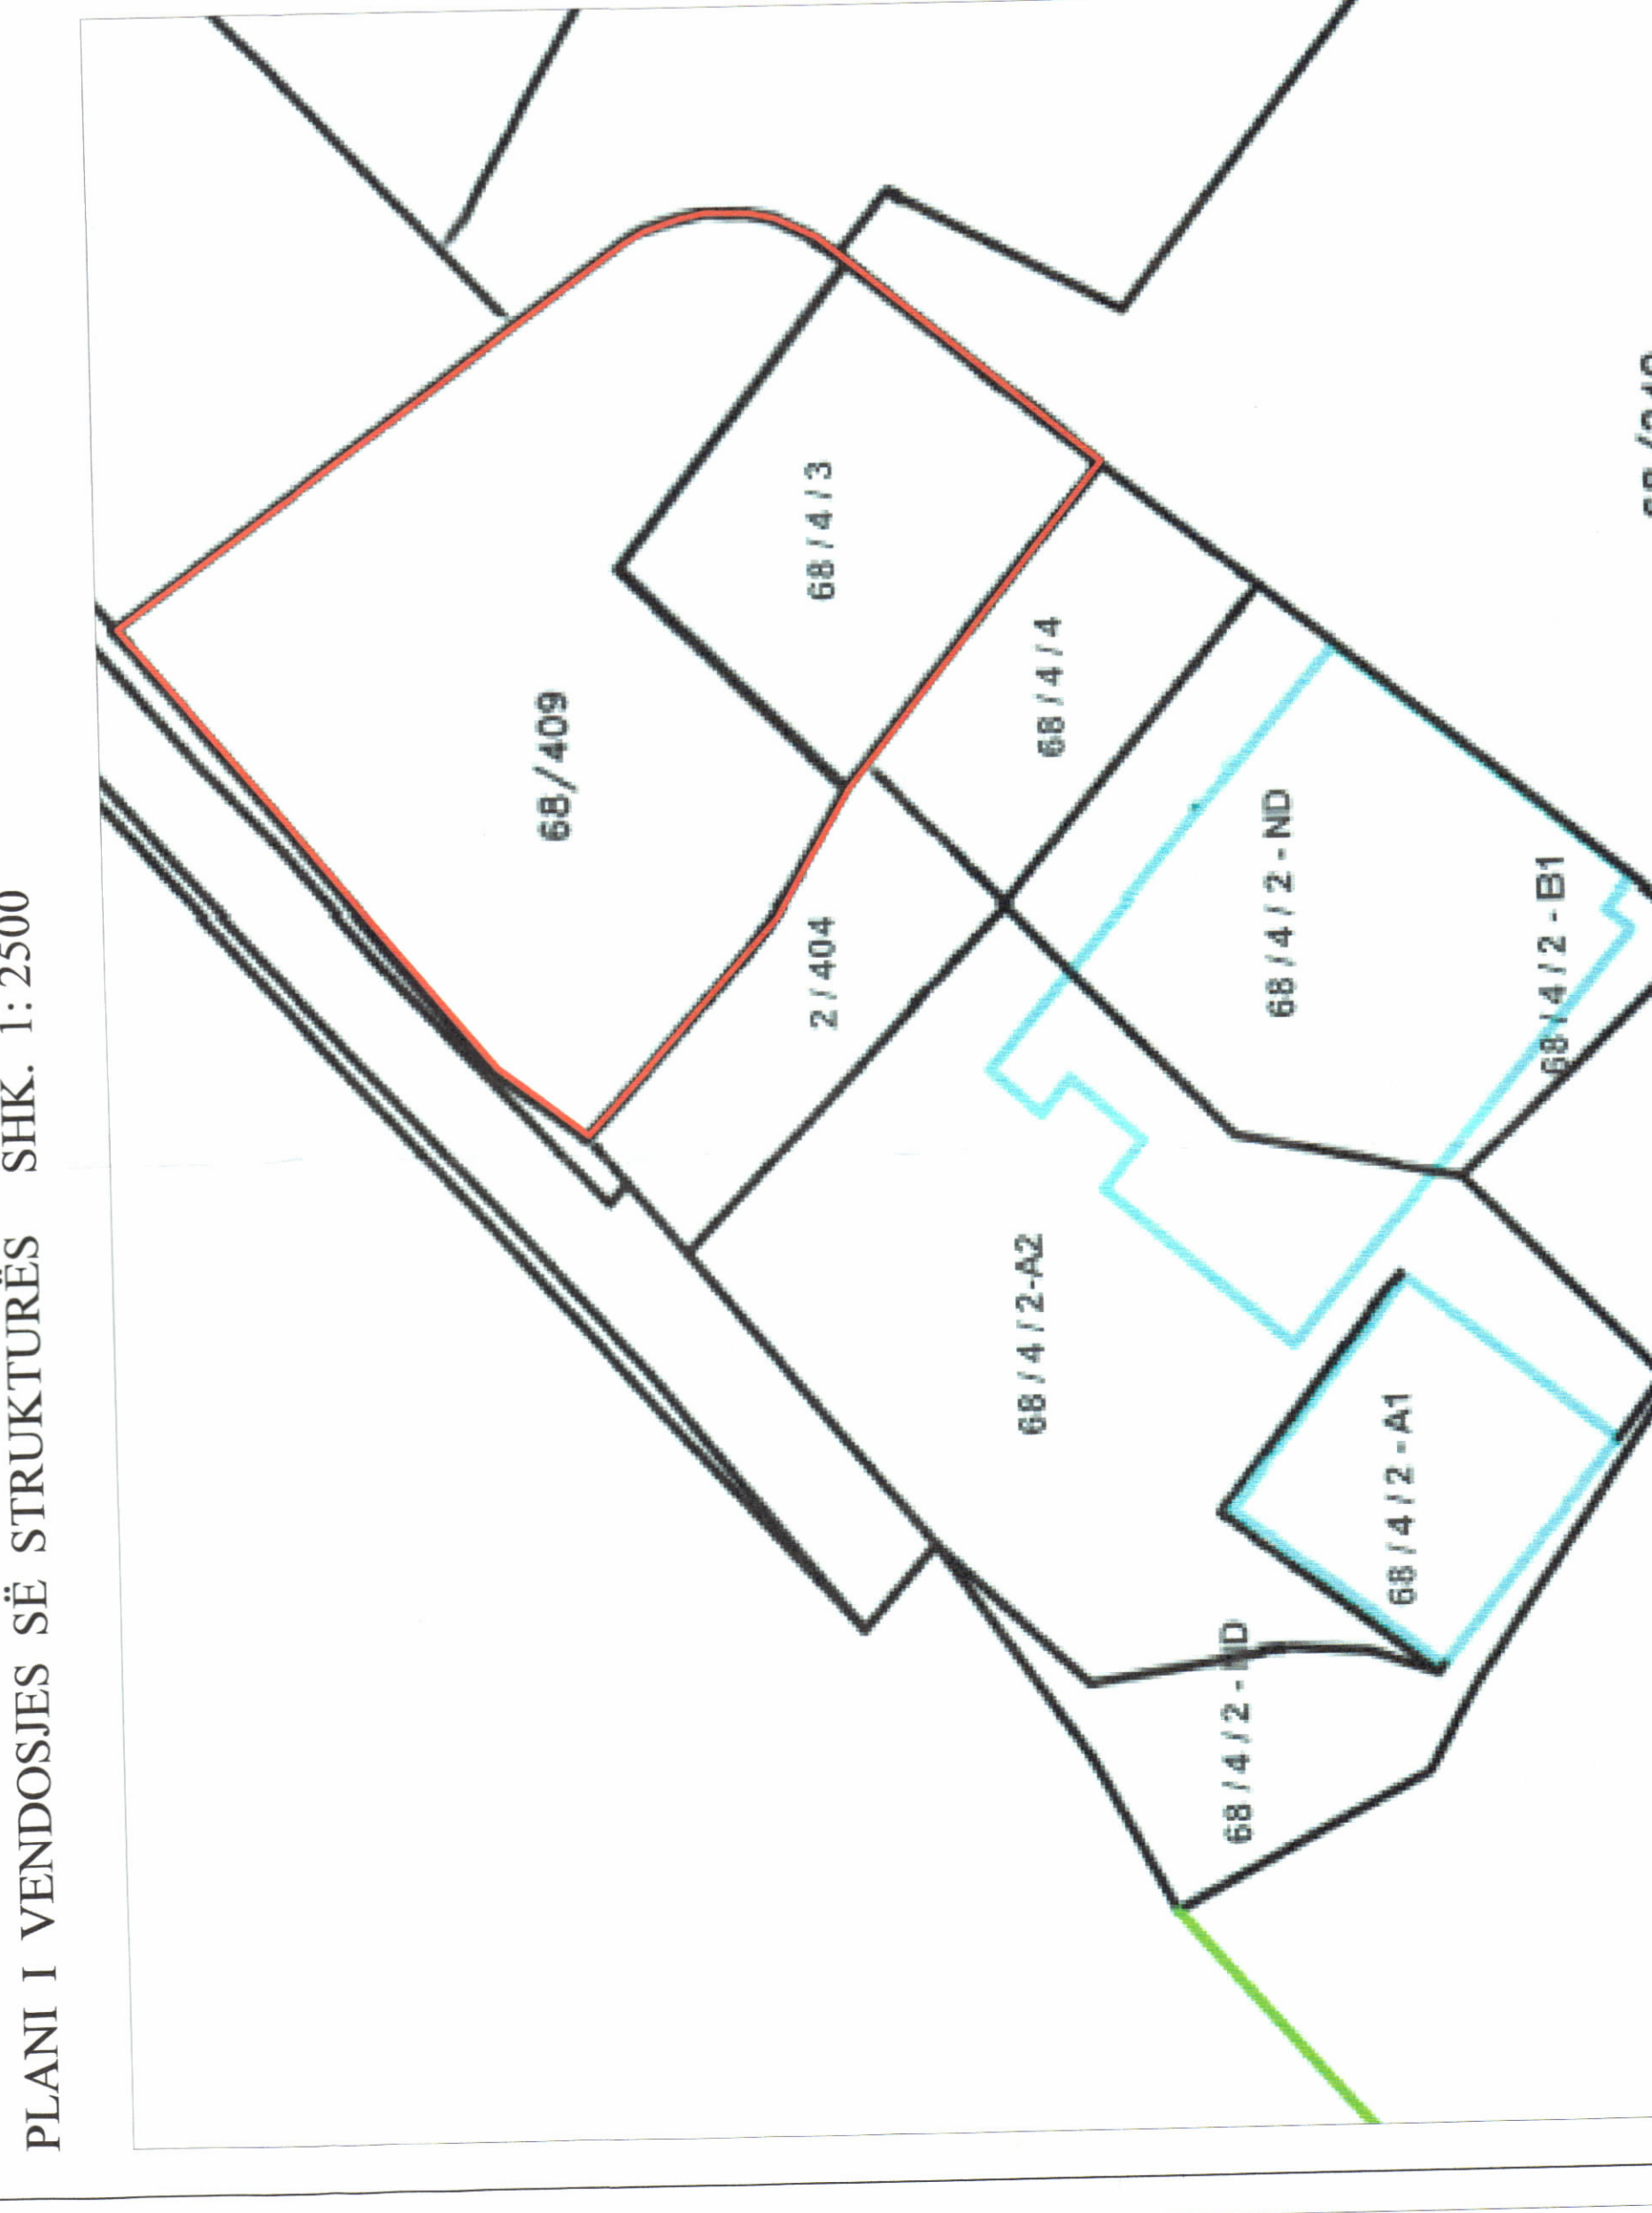 PLANI I VENDOSJES SË STRUKTURËS SHK. 1: 2500
68/409
68 / 4 / 3
2 / 404
68 / 4 / 4
68 / 4 / 2-A2
68 / 4 / 2 - ND
68 / 4 / 2 - ND
68 / 4 / 2 - A1
68 / 4 / 2 - B1